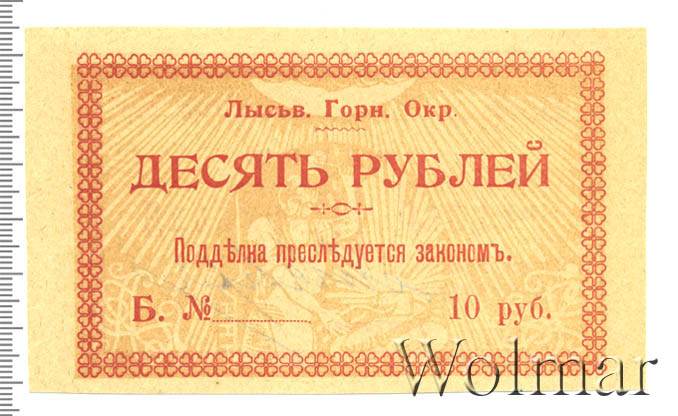 Лысьв. Горн. Окр.
ДЕСЯТЬ РУБЛЕЙ
Поддѣлка преслѣдуется закономъ.
Б. № 10 руб.
Wolmar